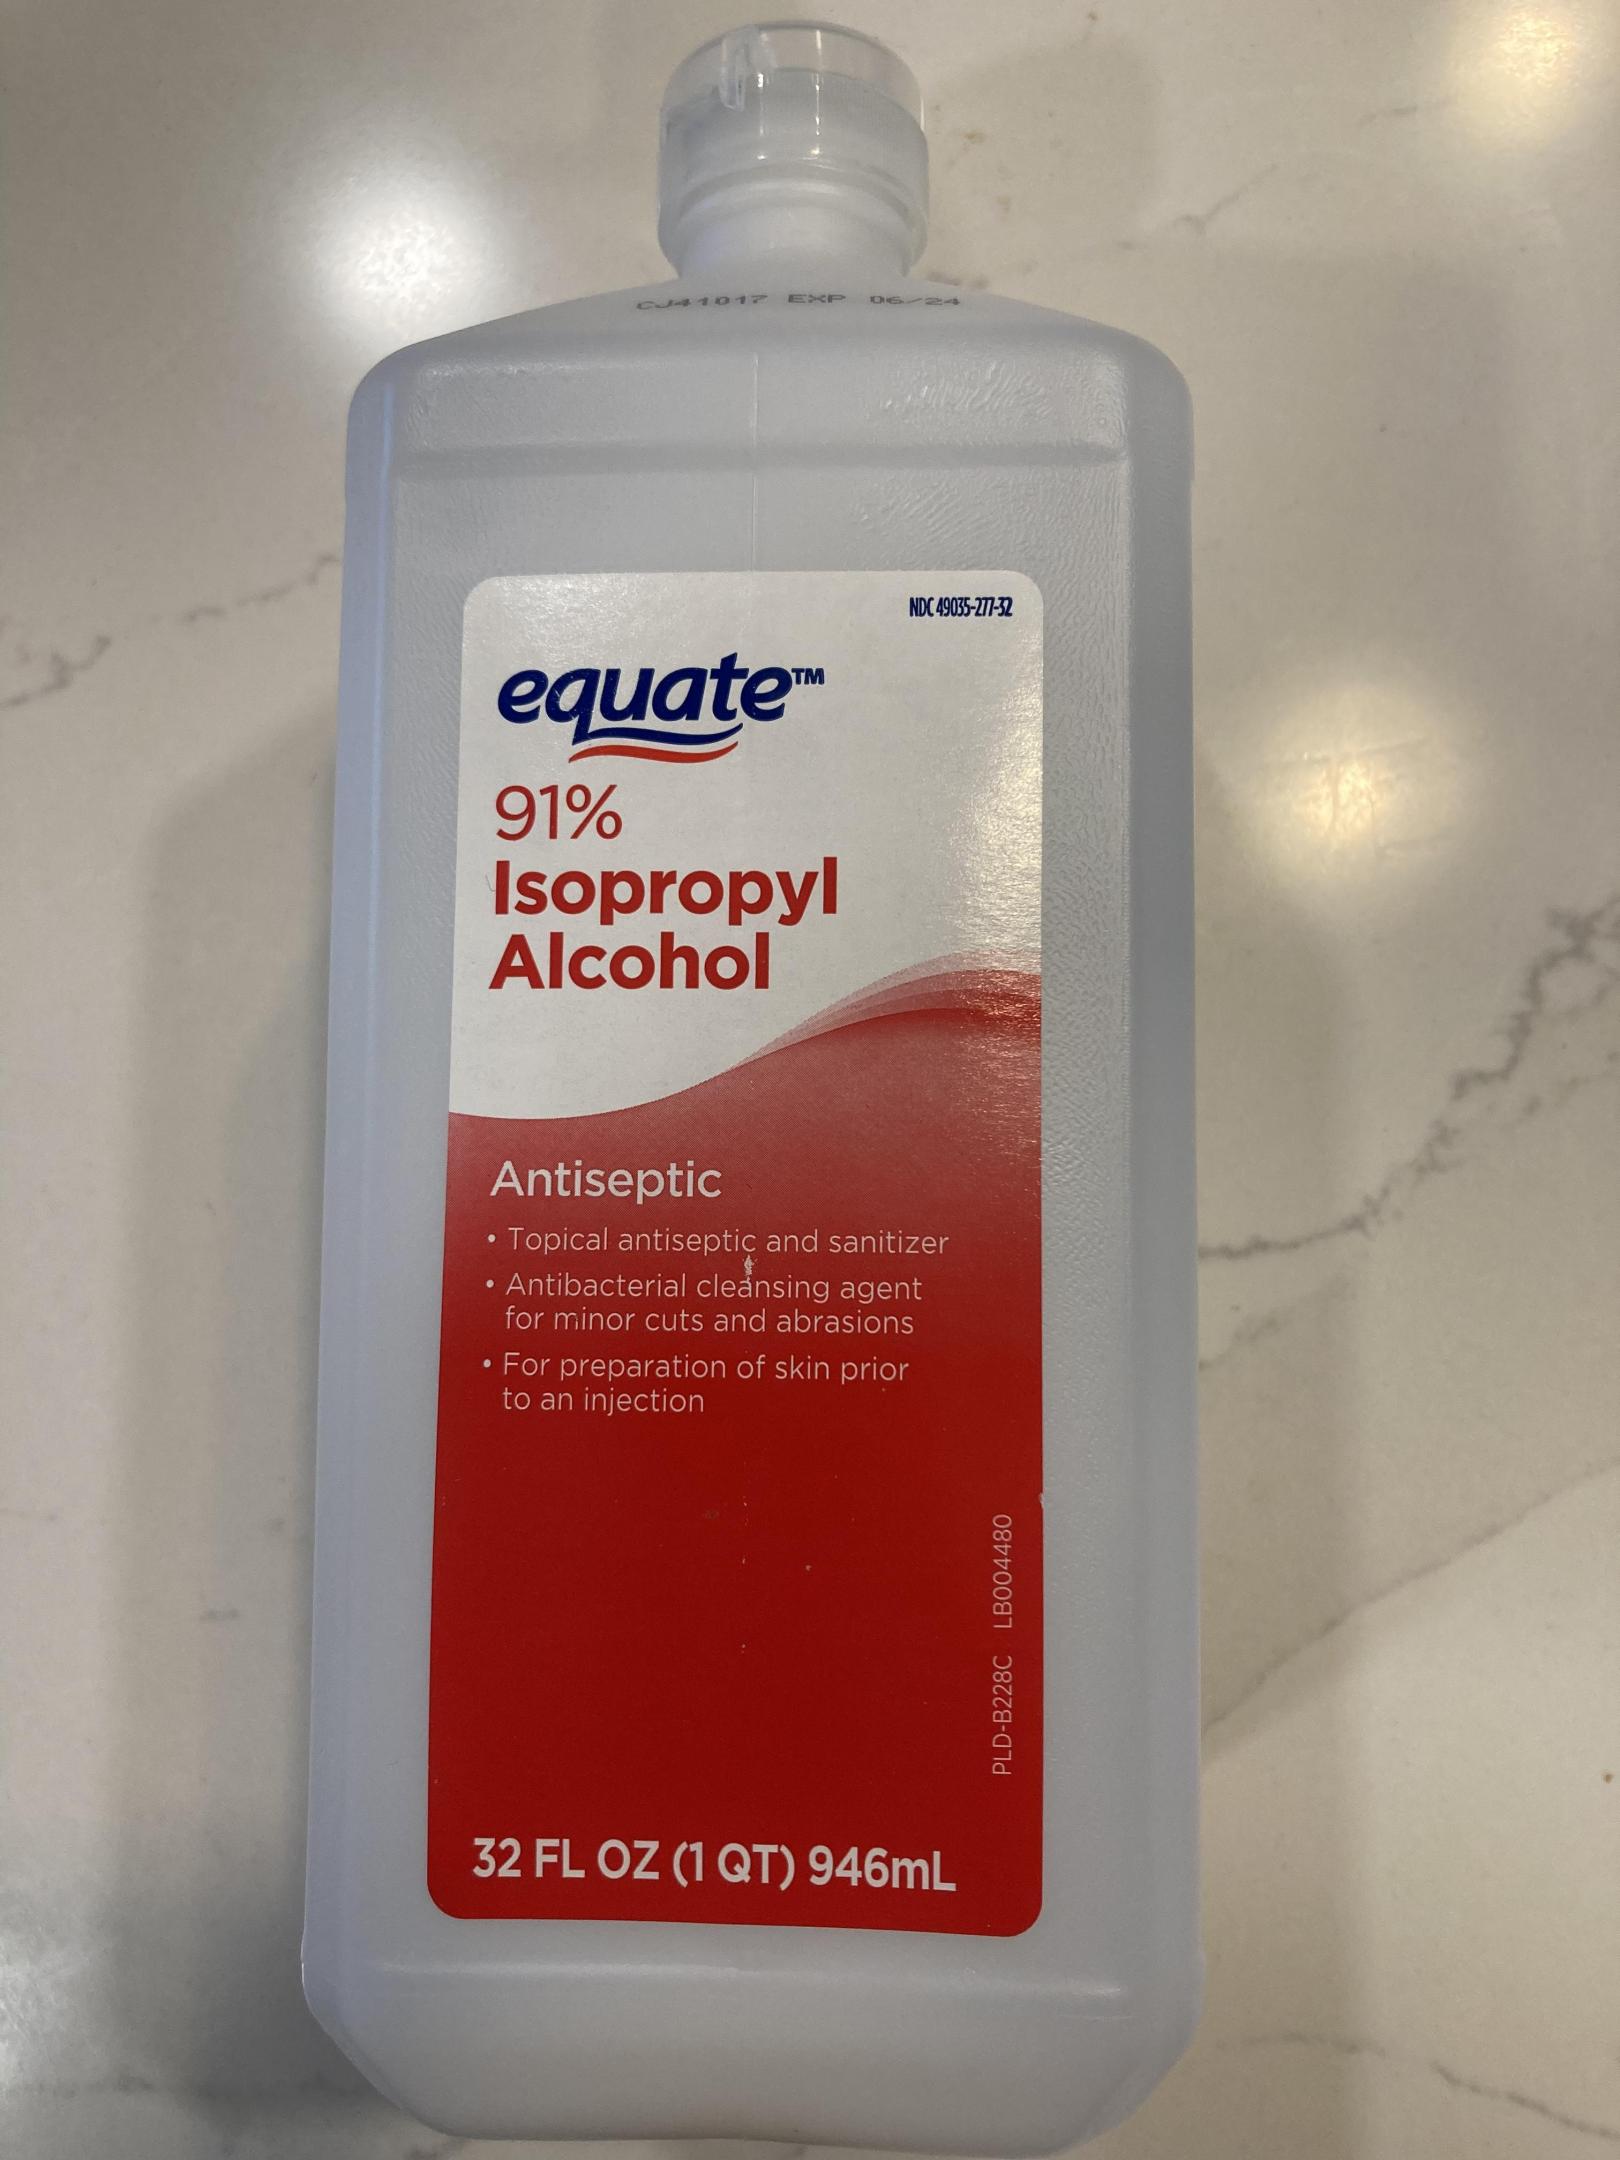 CJ41017 EXP 06/24
NDC 49035-277-32
equate™
91%
Isopropyl
Alcohol
Antiseptic
• Topical antiseptic and sanitizer
• Antibacterial cleansing agent
for minor cuts and abrasions
• For preparation of skin prior
to an injection
PLD-B228C LB004480
32 FL OZ (1 QT) 946mL